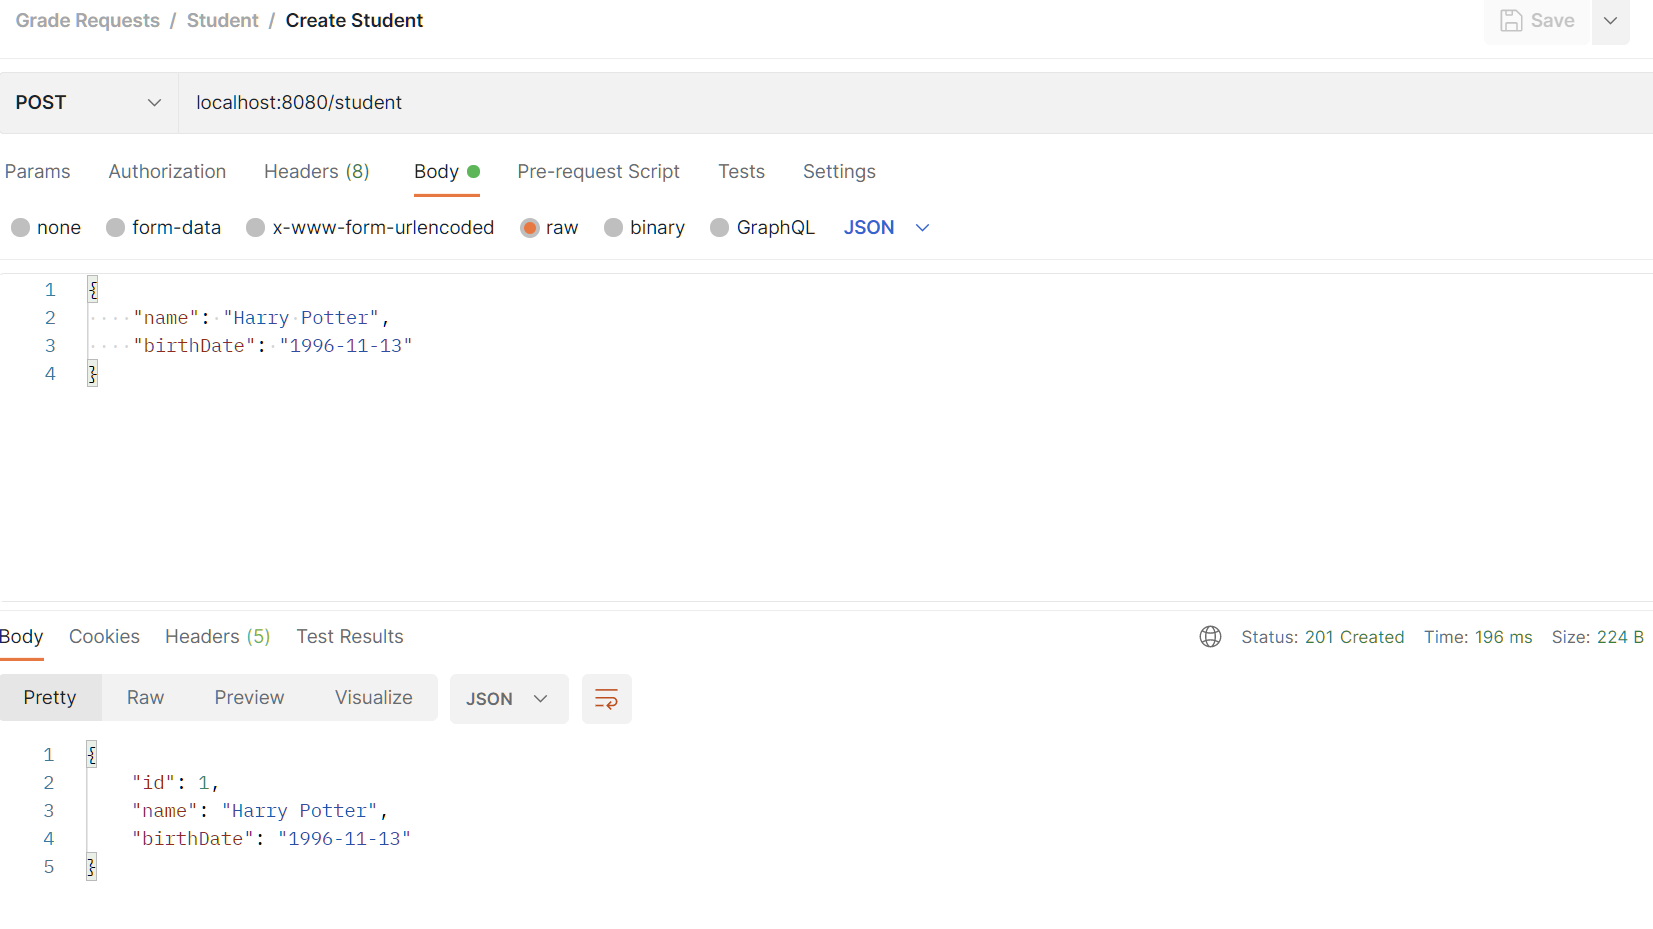 Grade Requests / Student / Create Student
Save
POST localhost:8080/student
Params Authorization Headers (8) Body Pre-request Script Tests Settings
none form-data x-www-form-urlencoded raw binary GraphQL JSON
1 {
2 "name": "Harry Potter",
3 "birthDate": "1996-11-13"
4 }
Body Cookies Headers (5) Test Results Status: 201 Created Time: 196 ms Size: 224 B
Pretty Raw Preview Visualize JSON
1 {
2 "id": 1,
3 "name": "Harry Potter",
4 "birthDate": "1996-11-13"
5 }